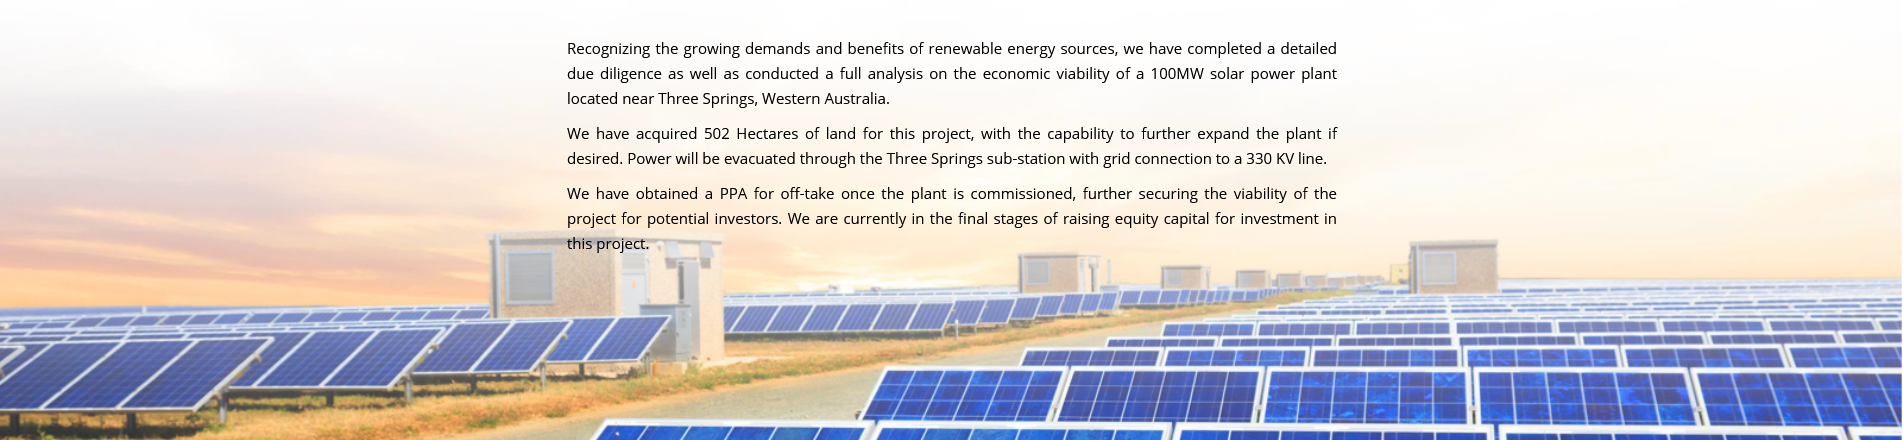 Recognizing the growing demands and benefits of renewable energy sources, we have completed a detailed
due diligence as well as conducted a full analysis on the economic viability of a 100MW solar power plant
located near Three Springs, Western Australia.
We have acquired 502 Hectares of land for this project, with the capability to further expand the plant if
desired. Power will be evacuated through the Three Springs sub-station with grid connection to a 330 KV line.
We have obtained a PPA for off-take once the plant is commissioned, further securing the viability of the
project for potential investors. We are currently in the final stages of raising equity capital for investment in
this project.